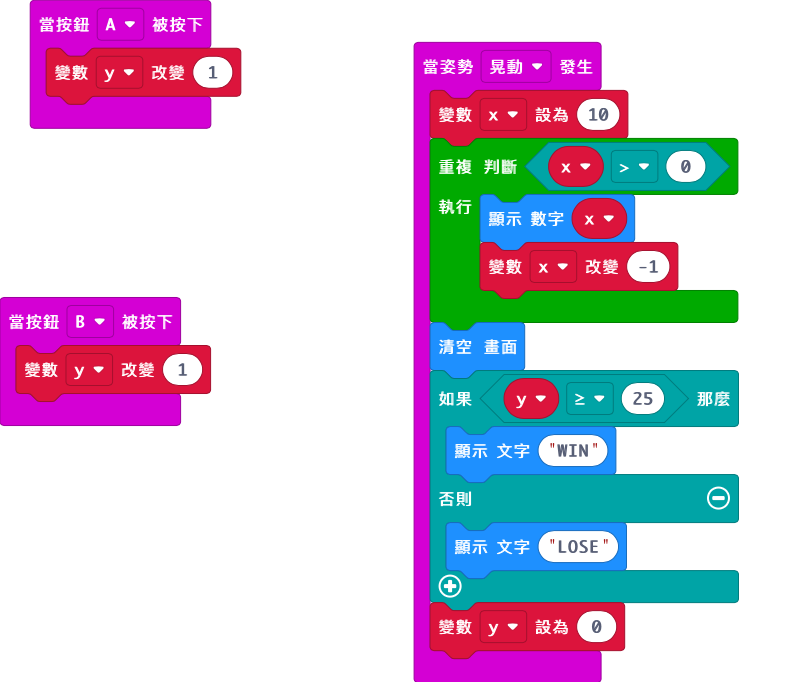 當按鈕 A 被按下
變數 y 改變 1
當按鈕 B 被按下
變數 y 改變 1
當姿勢 晃動 發生
變數 x 設為 10
重複 判斷 x > 0
執行
顯示 數字 x
變數 x 改變 -1
清空 畫面
如果 y ≥ 25 那麼
顯示 文字 "WIN"
否則
顯示 文字 "LOSE"
變數 y 設為 0